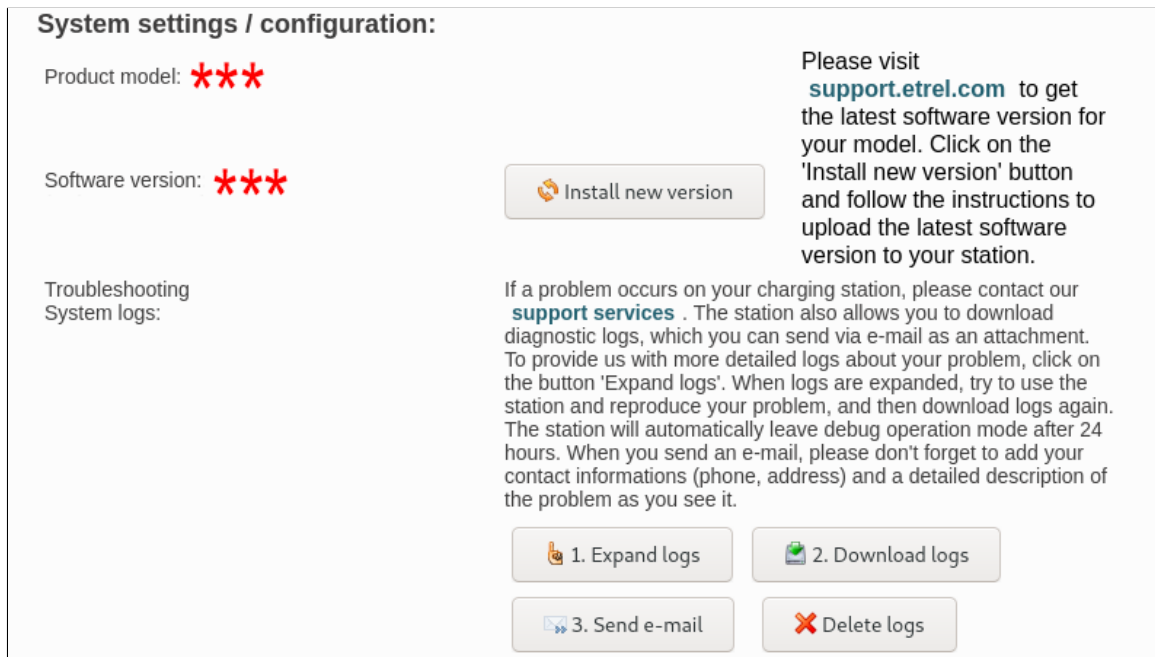 System settings / configuration:
Product model: ***
Please visit
support.etrel.com to get
the latest software version for
your model. Click on the
'Install new version' button
and follow the instructions to
upload the latest software
version to your station.
Software version: ***
Install new version
Troubleshooting
System logs:
If a problem occurs on your charging station, please contact our
support services . The station also allows you to download
diagnostic logs, which you can send via e-mail as an attachment.
To provide us with more detailed logs about your problem, click on
the button 'Expand logs'. When logs are expanded, try to use the
station and reproduce your problem, and then download logs again.
The station will automatically leave debug operation mode after 24
hours. When you send an e-mail, please don't forget to add your
contact informations (phone, address) and a detailed description of
the problem as you see it.
1. Expand logs
2. Download logs
3. Send e-mail
Delete logs